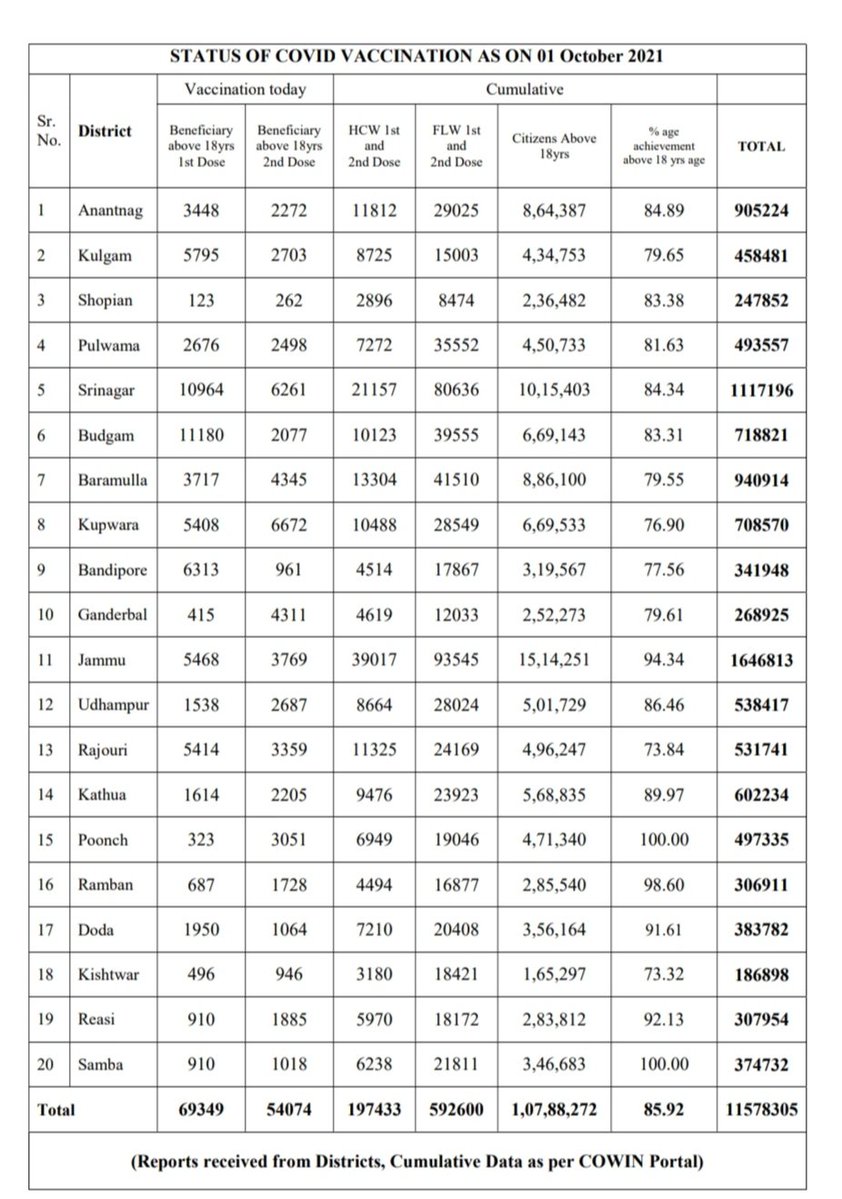 STATUS OF COVID VACCINATION AS ON 01 October 2021
Vaccination today Cumulative
Sr. No. District Beneficiary above 18yrs 1st Dose Beneficiary above 18yrs 2nd Dose HCW 1st and 2nd Dose FLW 1st and 2nd Dose Citizens Above 18yrs % age achievement above 18 yrs age TOTAL
1 Anantnag 3448 2272 11812 29025 8,64,387 84.89 905224
2 Kulgam 5795 2703 8725 15003 4,34,753 79.65 458481
3 Shopian 123 262 2896 8474 2,36,482 83.38 247852
4 Pulwama 2676 2498 7272 35552 4,50,733 81.63 493557
5 Srinagar 10964 6261 21157 80636 10,15,403 84.34 1117196
6 Budgam 11180 2077 10123 39555 6,69,143 83.31 718821
7 Baramulla 3717 4345 13304 41510 8,86,100 79.55 940914
8 Kupwara 5408 6672 10488 28549 6,69,533 76.90 708570
9 Bandipore 6313 961 4514 17867 3,19,567 77.56 341948
10 Ganderbal 415 4311 4619 12033 2,52,273 79.61 268925
11 Jammu 5468 3769 39017 93545 15,14,251 94.34 1646813
12 Udhampur 1538 2687 8664 28024 5,01,729 86.46 538417
13 Rajouri 5414 3359 11325 24169 4,96,247 73.84 531741
14 Kathua 1614 2205 9476 23923 5,68,835 89.97 602234
15 Poonch 323 3051 6949 19046 4,71,340 100.00 497335
16 Ramban 687 1728 4494 16877 2,85,540 98.60 306911
17 Doda 1950 1064 7210 20408 3,56,164 91.61 383782
18 Kishtwar 496 946 3180 18421 1,65,297 73.32 186898
19 Reasi 910 1885 5970 18172 2,83,812 92.13 307954
20 Samba 910 1018 6238 21811 3,46,683 100.00 374732
Total 69349 54074 197433 592600 1,07,88,272 85.92 11578305
(Reports received from Districts, Cumulative Data as per COWIN Portal)